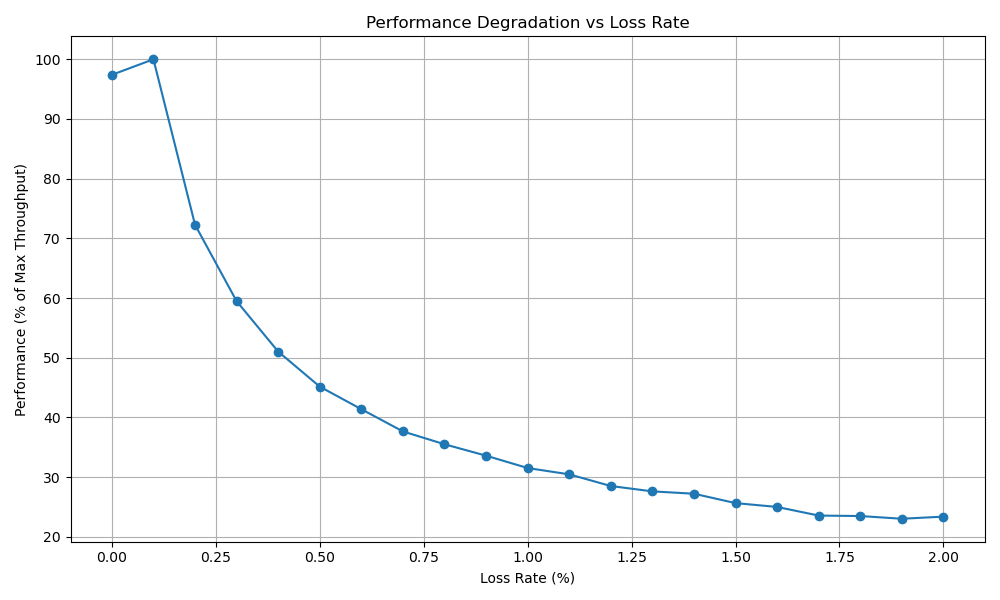 Performance Degradation vs Loss Rate
Performance (% of Max Throughput)
100
90
80
70
60
50
40
30
20
0.00 0.25 0.50 0.75 1.00 1.25 1.50 1.75 2.00
Loss Rate (%)